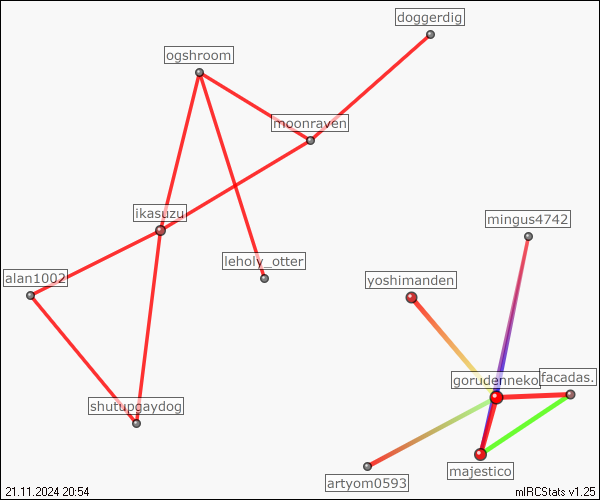 doggerdig
ogshroom
moonraven
ikasuzu
mingus4742
leholy_otter
alan1002
yoshimanden
gorudenneko
facadas.
shutupgaydog
majestico
artyom0593
21.11.2024 20:54
mIRCStats v1.25